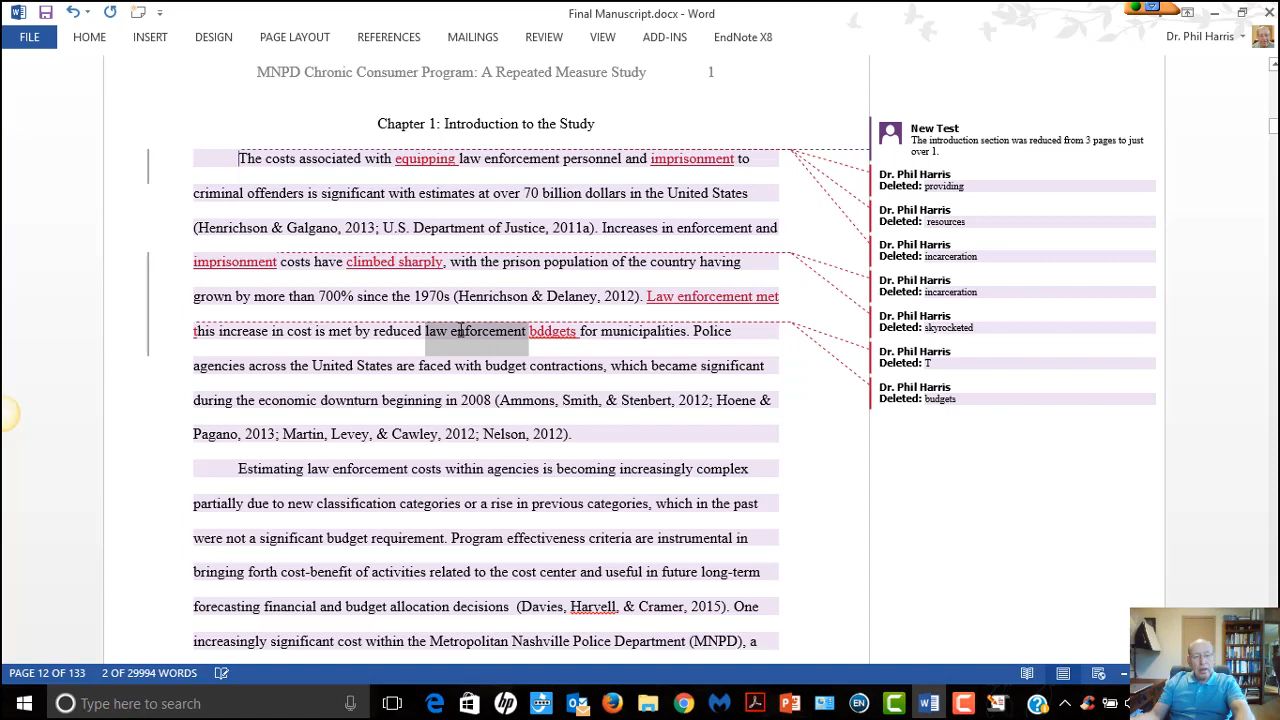 Final Manuscript.docx - Word
FILE HOME INSERT DESIGN PAGE LAYOUT REFERENCES MAILINGS REVIEW VIEW ADD-INS EndNote X8 Dr. Phil Harris
MNPD Chronic Consumer Program: A Repeated Measure Study 1
Chapter 1: Introduction to the Study
The costs associated with equipping law enforcement personnel and imprisonment to
criminal offenders is significant with estimates at over 70 billion dollars in the United States
(Henrichson & Galgano, 2013; U.S. Department of Justice, 2011a). Increases in enforcement and
imprisonment costs have climbed sharply, with the prison population of the country having
grown by more than 700% since the 1970s (Henrichson & Delaney, 2012). Law enforcement met
this increase in cost is met by reduced law enforcement bddgets for municipalities. Police
agencies across the United States are faced with budget contractions, which became significant
during the economic downturn beginning in 2008 (Ammons, Smith, & Stenbert, 2012; Hoene &
Pagano, 2013; Martin, Levey, & Cawley, 2012; Nelson, 2012).
Estimating law enforcement costs within agencies is becoming increasingly complex
partially due to new classification categories or a rise in previous categories, which in the past
were not a significant budget requirement. Program effectiveness criteria are instrumental in
bringing forth cost-benefit of activities related to the cost center and useful in future long-term
forecasting financial and budget allocation decisions (Davies, Harvell, & Cramer, 2015). One
increasingly significant cost within the Metropolitan Nashville Police Department (MNPD), a
New Test
The introduction section was reduced from 3 pages to just
over 1.
Dr. Phil Harris
Deleted: providing
Dr. Phil Harris
Deleted: resources
Dr. Phil Harris
Deleted: incarceration
Dr. Phil Harris
Deleted: incarceration
Dr. Phil Harris
Deleted: skyrocketed
Dr. Phil Harris
Deleted: T
Dr. Phil Harris
Deleted: budgets
PAGE 12 OF 133 2 OF 29994 WORDS
Type here to search